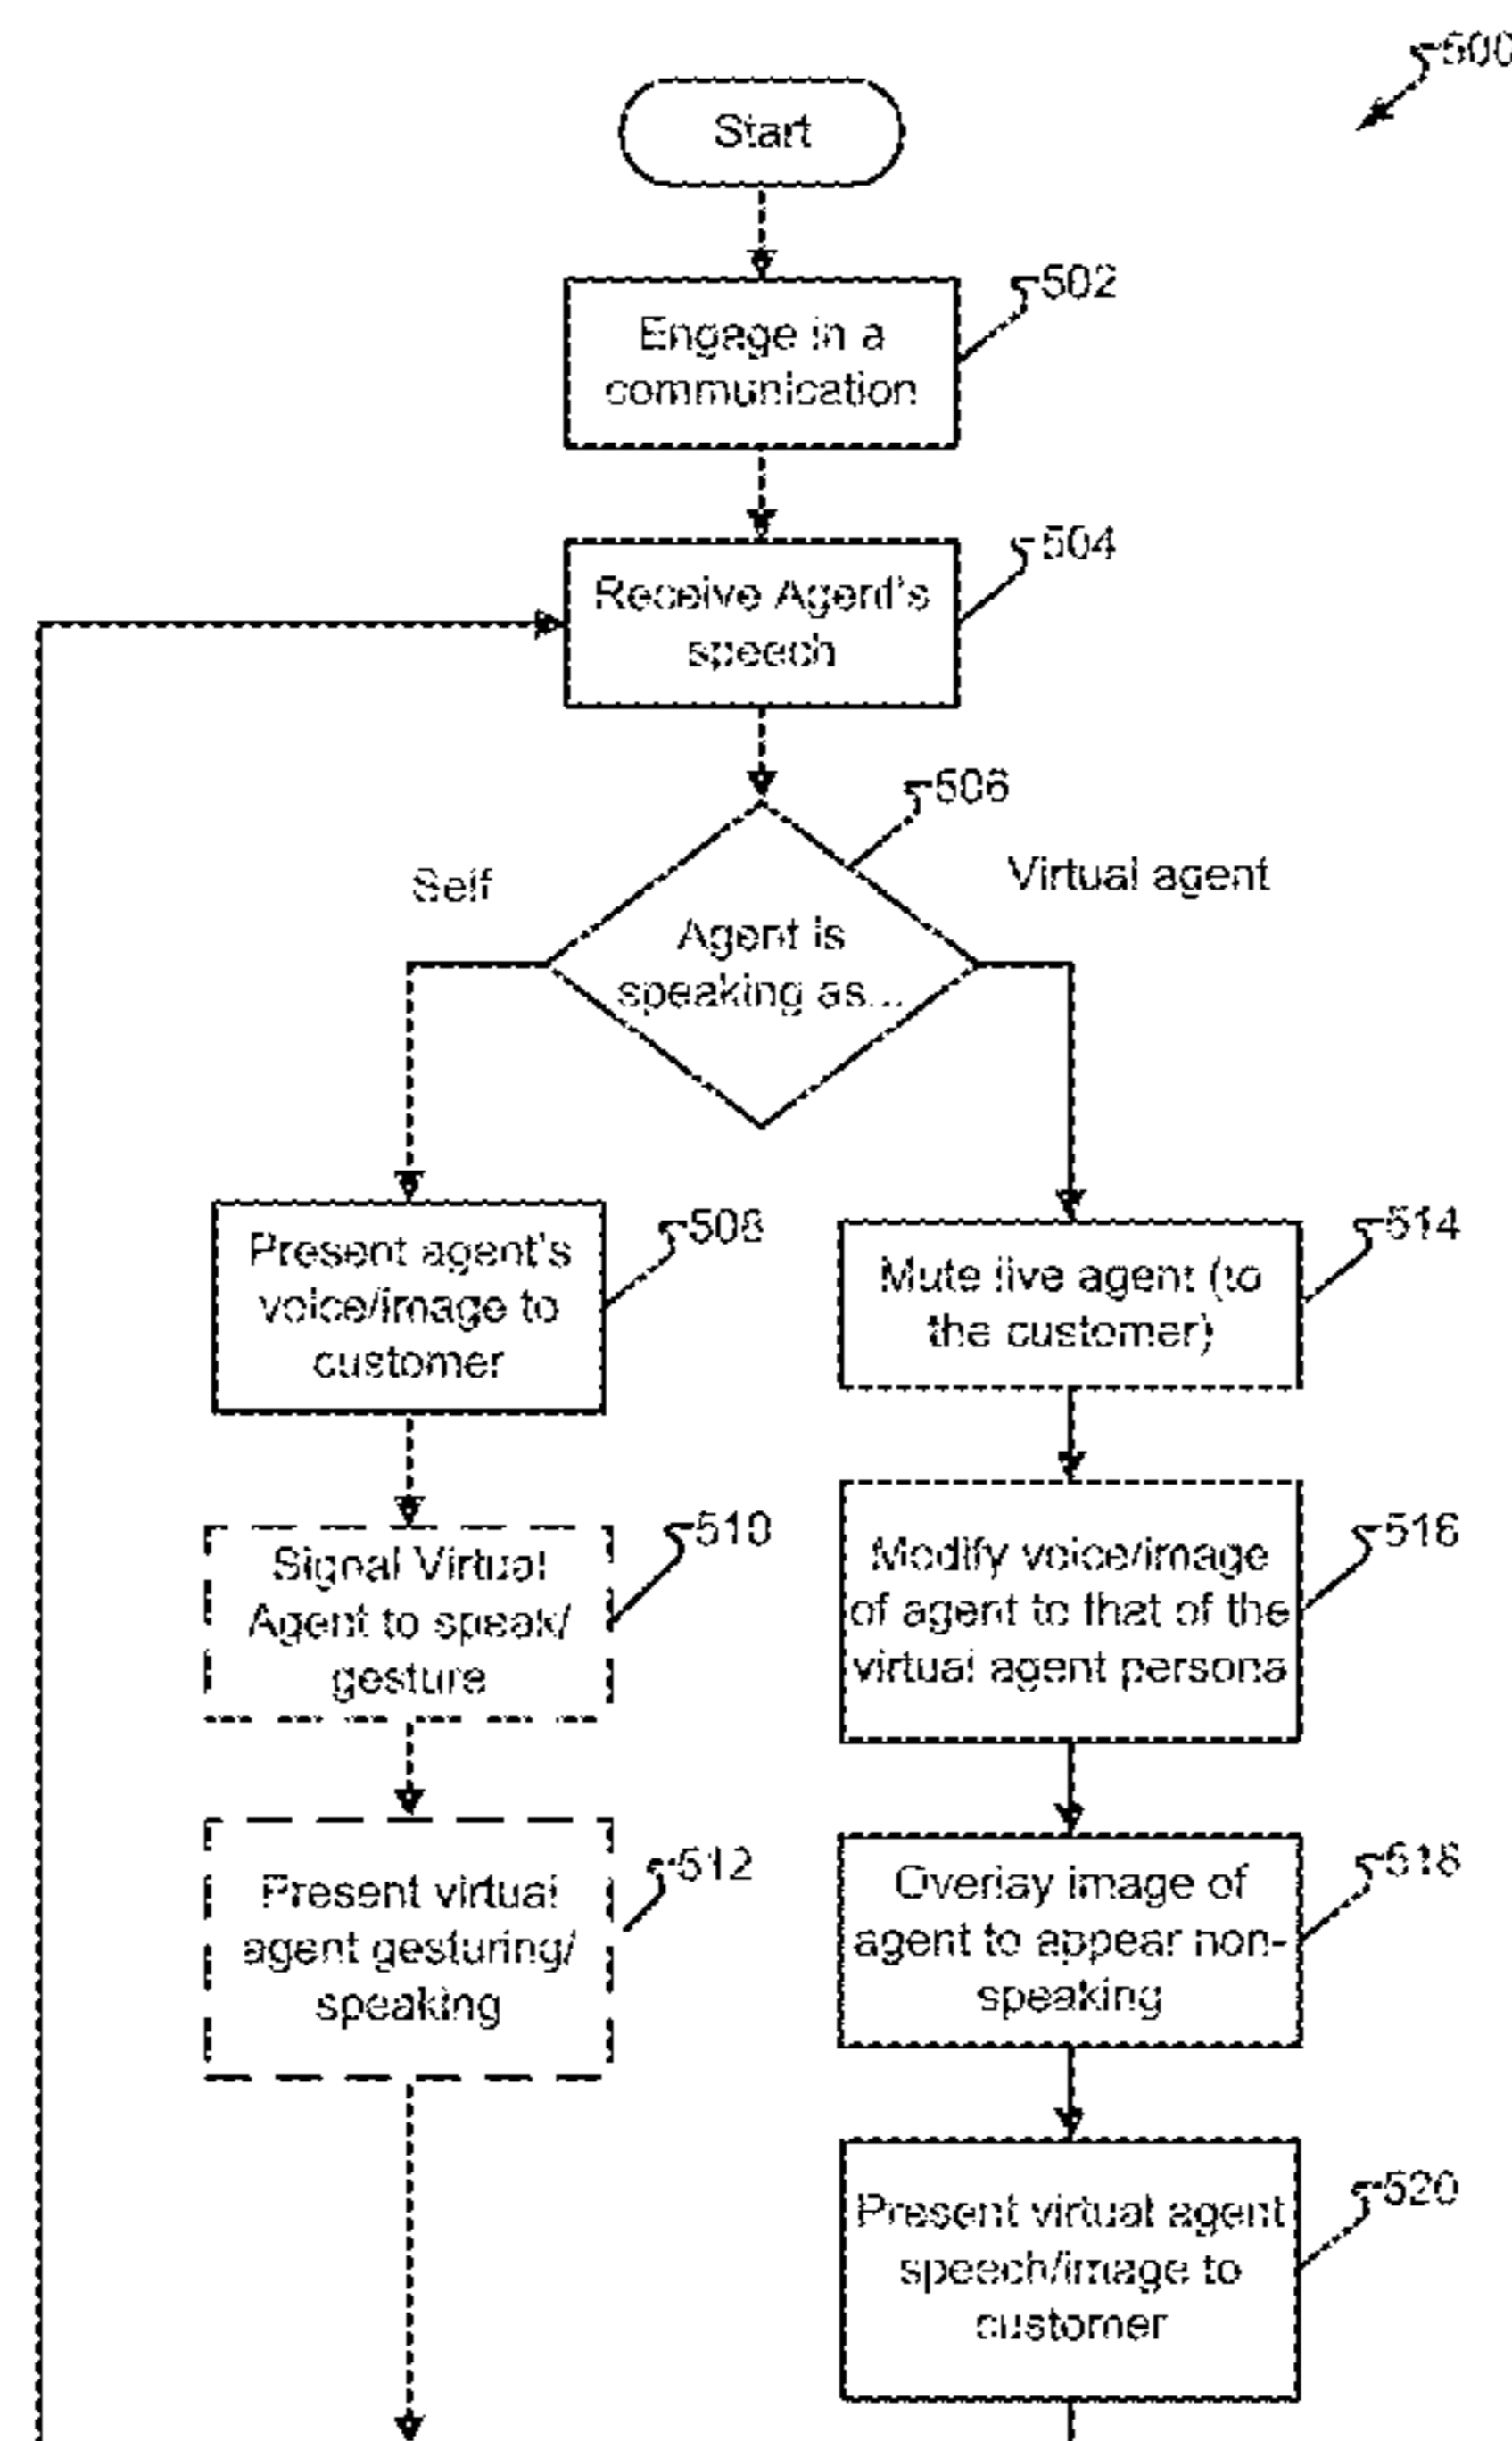 500
Start
502
Engage in a
communication
504
Receive Agent's
speech
506
Self
Virtual agent
Agent is
speaking as...
508
Present agent's
voice/image to
customer
510
Signal Virtual
Agent to speak/
gesture
512
Present virtual
agent gesturing/
speaking
514
Mute live agent (to
the customer)
516
Modify voice/image
of agent to that of the
virtual agent persona
518
Overlay image of
agent to appear non-
speaking
520
Present virtual agent
speech/image to
customer